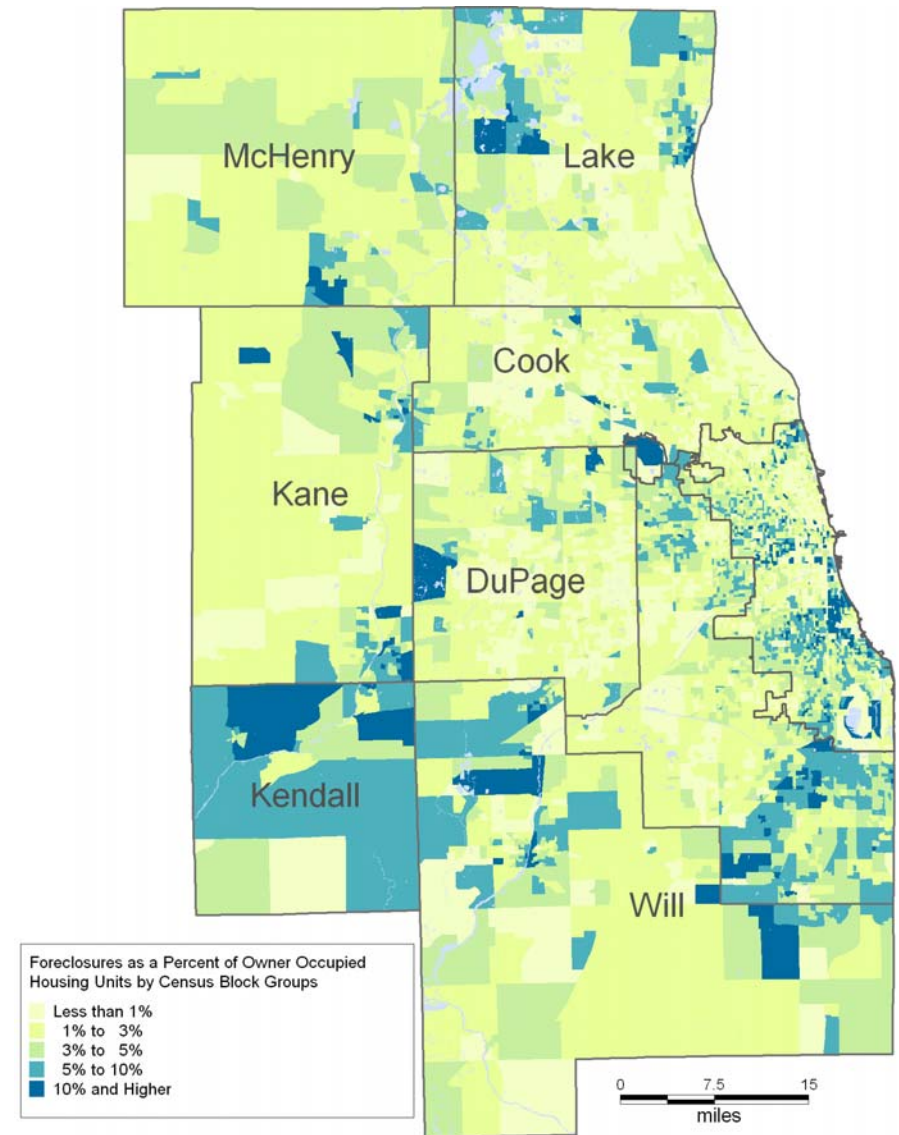 McHenry
Lake
Cook
Kane
DuPage
Kendall
Will
Foreclosures as a Percent of Owner Occupied
Housing Units by Census Block Groups
Less than 1%
1% to 3%
3% to 5%
5% to 10%
10% and Higher
0 7.5 15
miles